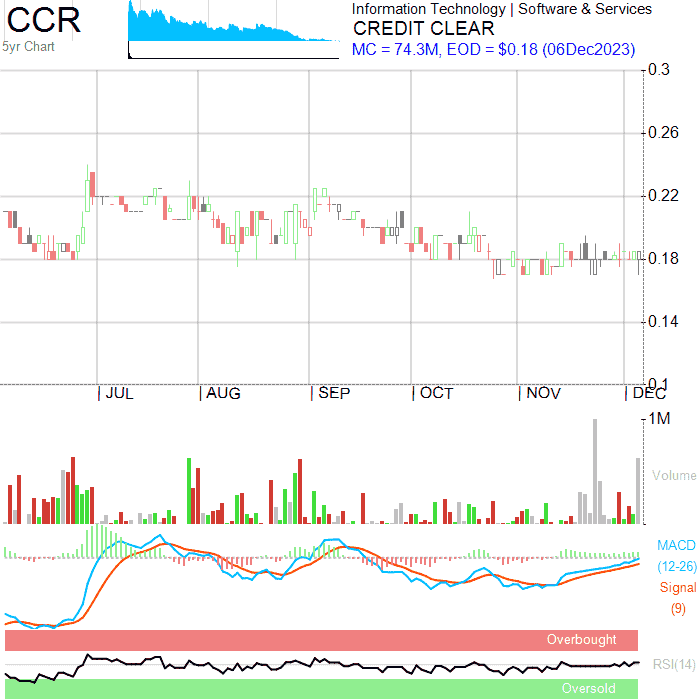 CCR
5yr Chart
Information Technology | Software & Services
CREDIT CLEAR
MC = 74.3M, EOD = $0.18 (06Dec2023)
0.3
0.26
0.22
0.18
0.14
0.1
| JUL
| AUG
| SEP
| OCT
| NOV
| DEC
1M
Volume
MACD
(12-26)
Signal
(9)
Overbought
RSI(14)
Oversold